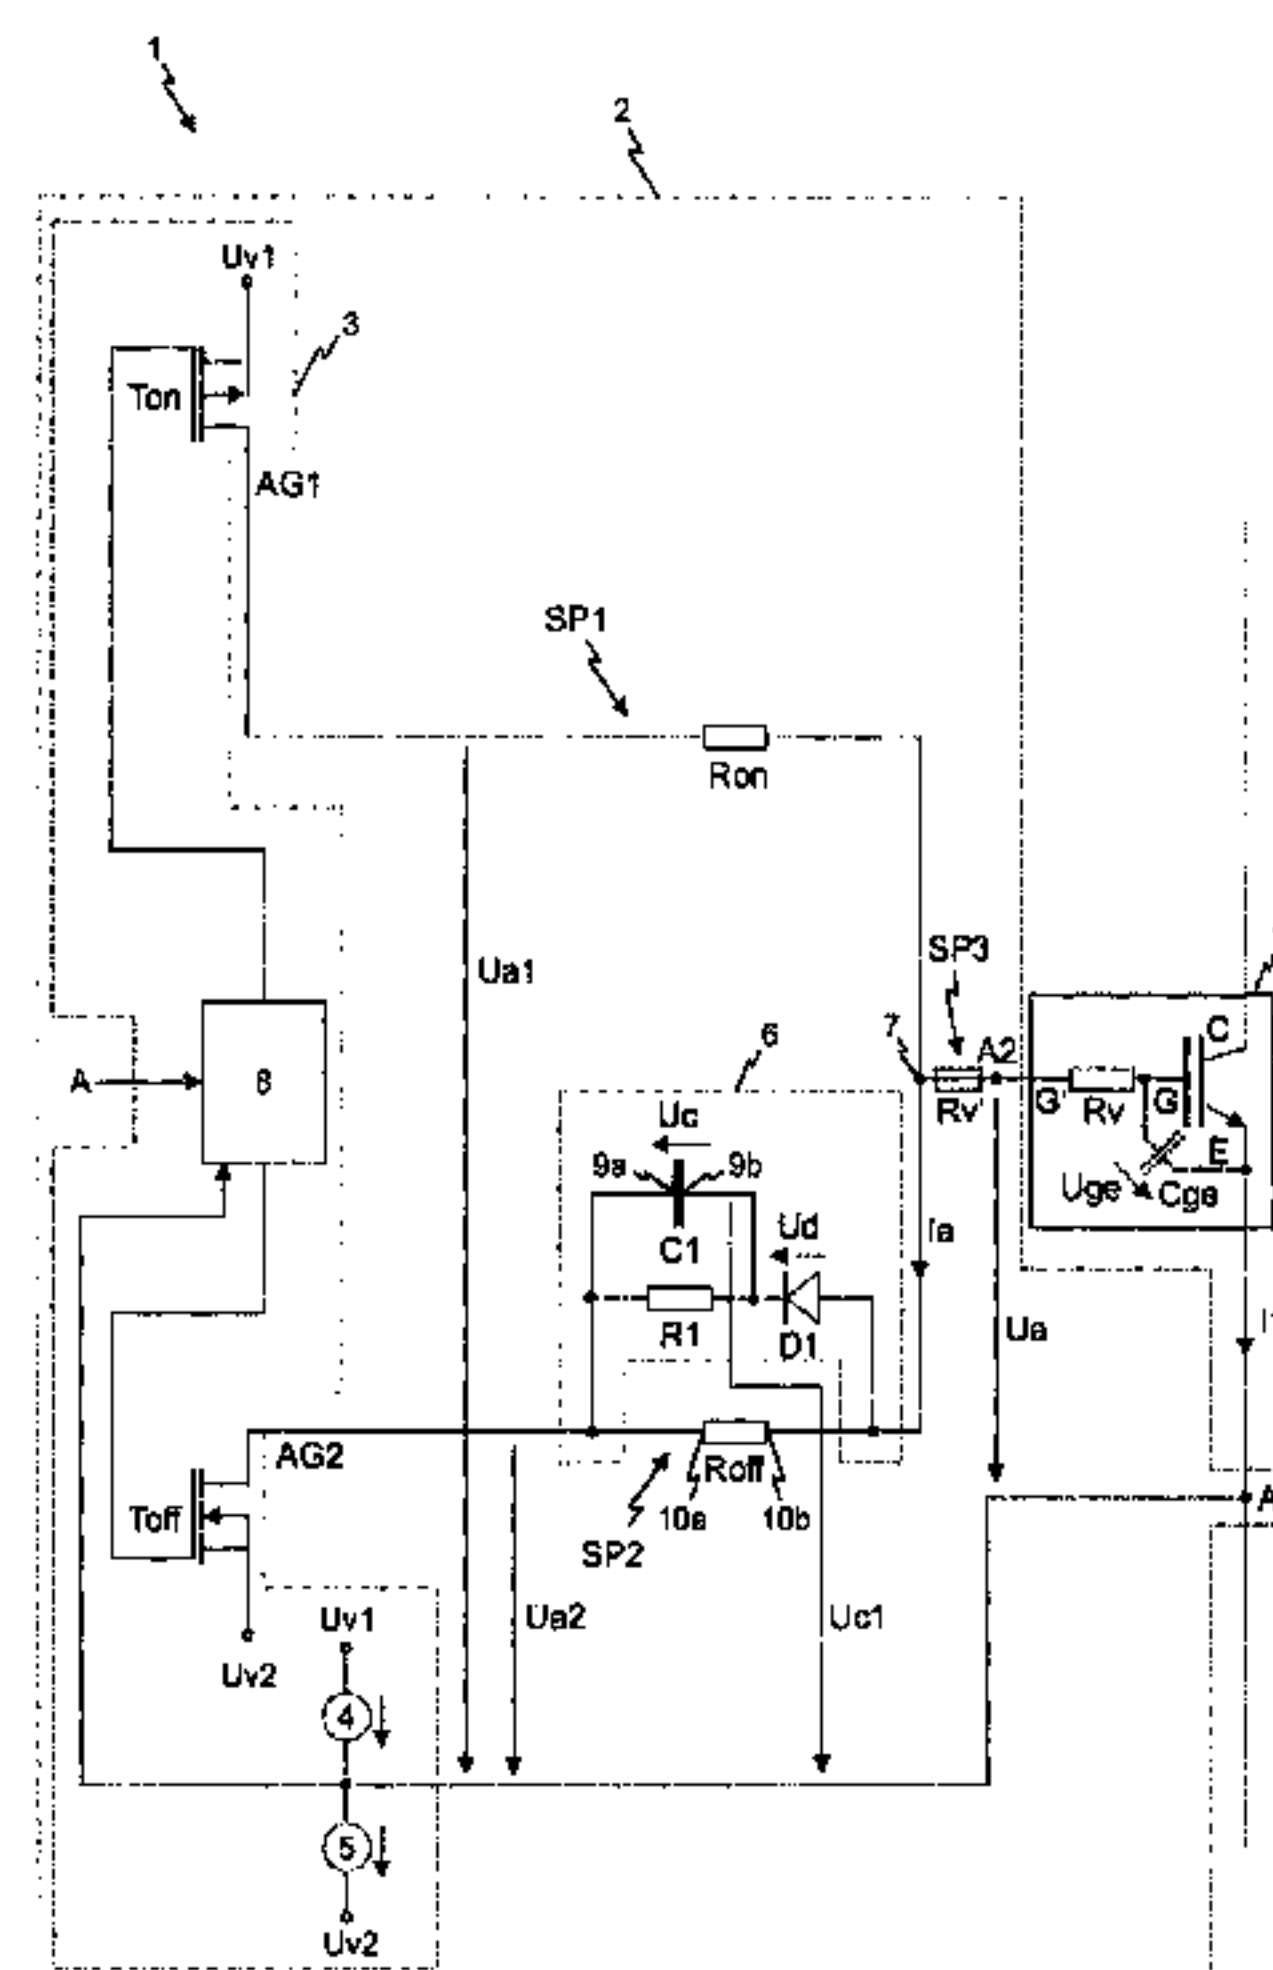 1
2
Uv1
3
Ton
AG1
SP1
Ron
SP3
Ua1
7
A2
C
6
A
8
Rv'
G'
Rv
G
Uc
E
9a
9b
Uge
Cge
C1
Ud
Ia
R1
D1
Ua
AG2
Roff
Toff
10a
10b
SP2
Uv1
Ua2
Uc1
Uv2
4
5
Uv2